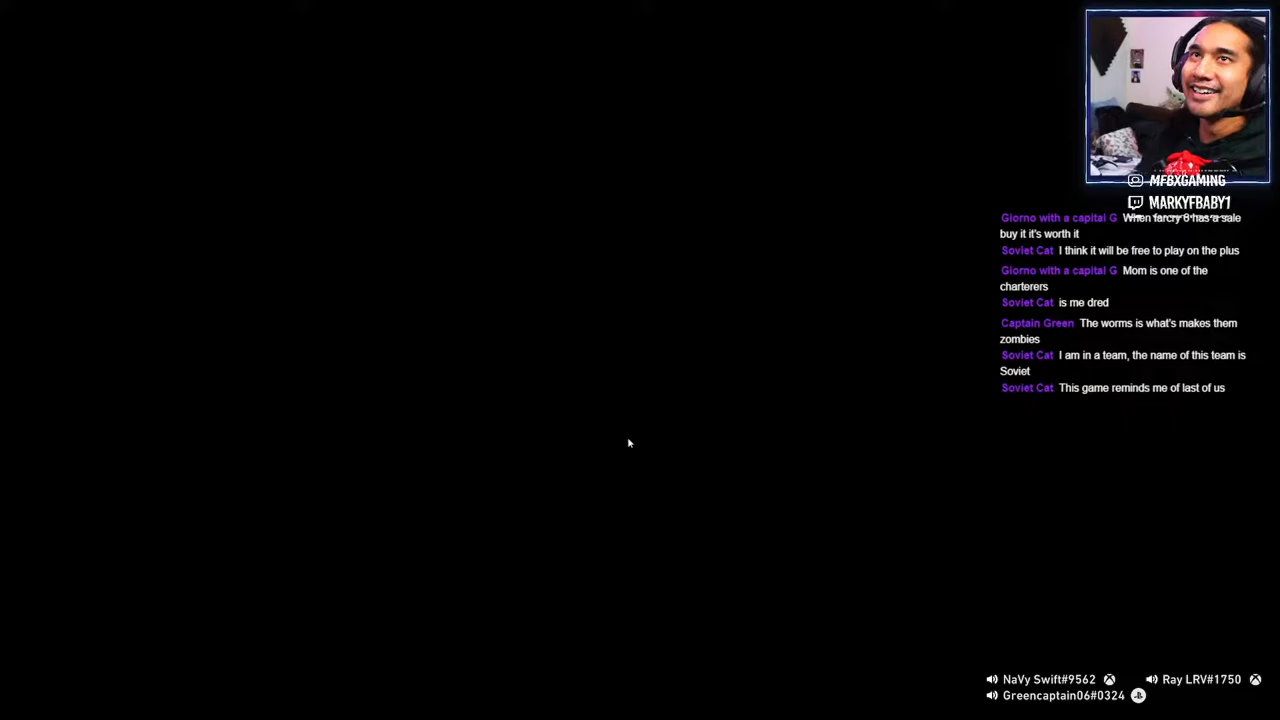 MFBXGAMING
MARKYFBABY1
Giorno with a capital G When farcry 6 has a sale
buy it it's worth it
Soviet Cat I think it will be free to play on the plus
Giorno with a capital G Mom is one of the
charterers
Soviet Cat is me dred
Captain Green The worms is what's makes them
zombies
Soviet Cat I am in a team, the name of this team is
Soviet
Soviet Cat This game reminds me of last of us
NaVy Swift#9562 Ray LRV#1750
Greencaptain06#0324